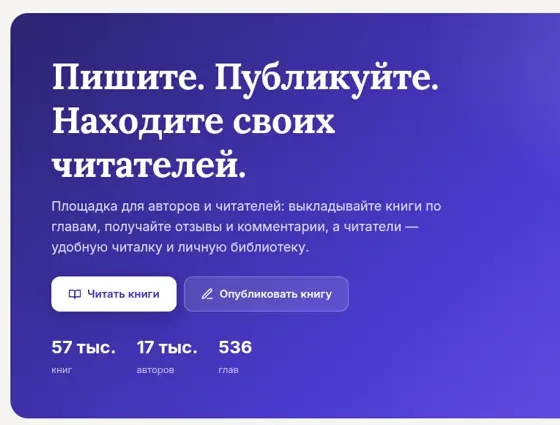 Пишите. Публикуйте.
Находите своих
читателей.
Площадка для авторов и читателей: выкладывайте книги по
главам, получайте отзывы и комментарии, а читатели —
удобную читалку и личную библиотеку.
Читать книги
Опубликовать книгу
57 тыс. 17 тыс. 536
книг авторов глав